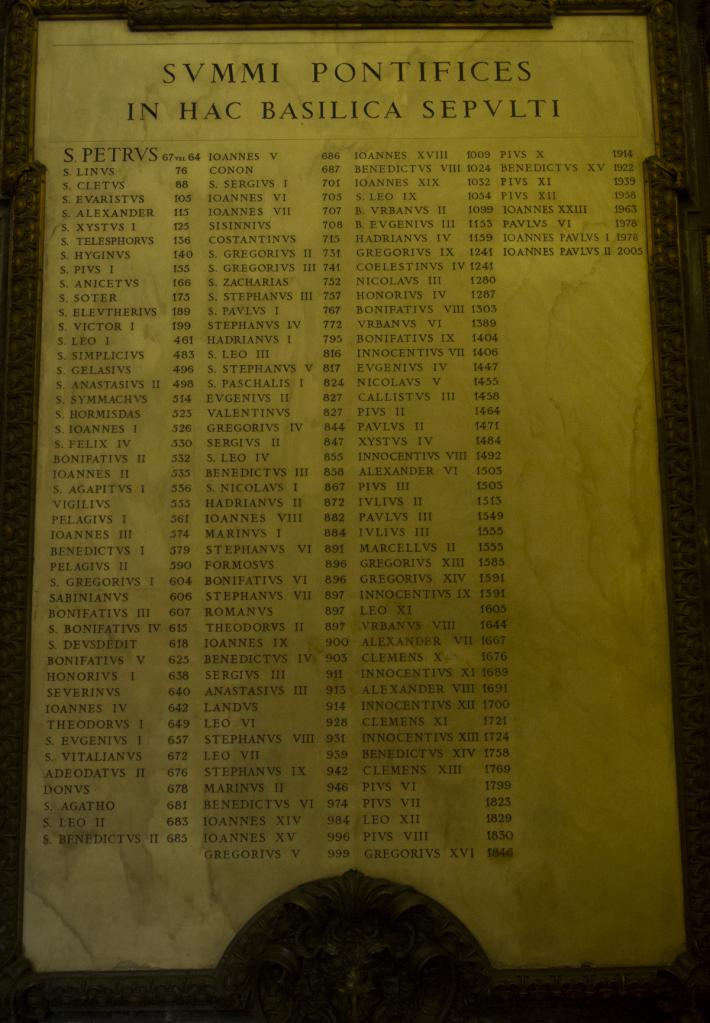 SVMMI PONTIFICES
IN HAC BASILICA SEPVLTI
S. PETRVS 67 VEL 64
S. LINVS 76
S. CLETVS 88
S. EVARISTVS 105
S. ALEXANDER 115
S. XYSTVS I 125
S. TELESPHORVS 136
S. HYGINVS 140
S. PIVS I 155
S. ANICETVS 166
S. SOTER 175
S. ELEVTHERIVS 189
S. VICTOR I 199
S. LEO I 461
S. SIMPLICIVS 483
S. GELASIVS 496
S. ANASTASIVS II 498
S. SYMMACHVS 514
S. HORMISDAS 523
S. IOANNES I 526
S. FELIX IV 530
BONIFATIVS II 532
IOANNES II 535
S. AGAPITVS I 536
VIGILIVS 555
PELAGIVS I 561
IOANNES III 574
BENEDICTVS I 579
PELAGIVS II 590
S. GREGORIVS I 604
SABINIANVS 606
BONIFATIVS III 607
S. BONIFATIVS IV 615
S. DEVSDEDIT 618
BONIFATIVS V 625
HONORIVS I 638
SEVERINVS 640
IOANNES IV 642
THEODORVS I 649
S. EVGENIVS I 657
S. VITALIANVS 672
ADEODATVS II 676
DONVS 678
S. AGATHO 681
S. LEO II 683
S. BENEDICTVS II 685
IOANNES V 686
CONON 687
S. SERGIVS I 701
IOANNES VI 705
IOANNES VII 707
SISINNIVS 708
COSTANTINVS 715
S. GREGORIVS II 731
S. GREGORIVS III 741
S. ZACHARIAS 752
S. STEPHANVS III 757
S. PAVLVS I 767
STEPHANVS IV 772
HADRIANVS I 795
S. LEO III 816
S. STEPHANVS V 817
S. PASCHALIS I 824
EVGENIVS II 827
VALENTINVS 827
GREGORIVS IV 844
SERGIVS II 847
S. LEO IV 855
BENEDICTVS III 858
S. NICOLAVS I 867
HADRIANVS II 872
IOANNES VIII 882
MARINVS I 884
STEPHANVS VI 891
FORMOSVS 896
BONIFATIVS VI 896
STEPHANVS VII 897
ROMANVS 897
THEODORVS II 897
IOANNES IX 900
BENEDICTVS IV 903
SERGIVS III 911
ANASTASIVS III 913
LANDVS 914
LEO VI 928
STEPHANVS VIII 931
LEO VII 939
STEPHANVS IX 942
MARINVS II 946
BENEDICTVS VI 974
IOANNES XIV 984
IOANNES XV 996
GREGORIVS V 999
IOANNES XVIII 1009
BENEDICTVS VIII 1024
IOANNES XIX 1032
S. LEO IX 1054
B. VRBANVS II 1099
B. EVGENIVS III 1153
HADRIANVS IV 1159
GREGORIVS IX 1241
COELESTINVS IV 1241
NICOLAVS III 1280
HONORIVS IV 1287
BONIFATIVS VIII 1303
VRBANVS VI 1389
BONIFATIVS IX 1404
INNOCENTIVS VII 1406
EVGENIVS IV 1447
NICOLAVS V 1455
CALLISTVS III 1458
PIVS II 1464
PAVLVS II 1471
XYSTVS IV 1484
INNOCENTIVS VIII 1492
ALEXANDER VI 1503
PIVS III 1503
IVLIVS II 1513
PAVLVS III 1549
IVLIVS III 1555
MARCELLVS II 1555
GREGORIVS XIII 1585
GREGORIVS XIV 1591
INNOCENTIVS IX 1591
LEO XI 1605
VRBANVS VIII 1644
ALEXANDER VII 1667
CLEMENS X 1676
INNOCENTIVS XI 1689
ALEXANDER VIII 1691
INNOCENTIVS XII 1700
CLEMENS XI 1721
INNOCENTIVS XIII 1724
BENEDICTVS XIV 1758
CLEMENS XIII 1769
PIVS VI 1799
PIVS VII 1823
LEO XII 1829
PIVS VIII 1830
GREGORIVS XVI 1846
PIVS X 1914
BENEDICTVS XV 1922
PIVS XI 1939
PIVS XII 1958
IOANNES XXIII 1963
PAVLVS VI 1978
IOANNES PAVLVS I 1978
IOANNES PAVLVS II 2005